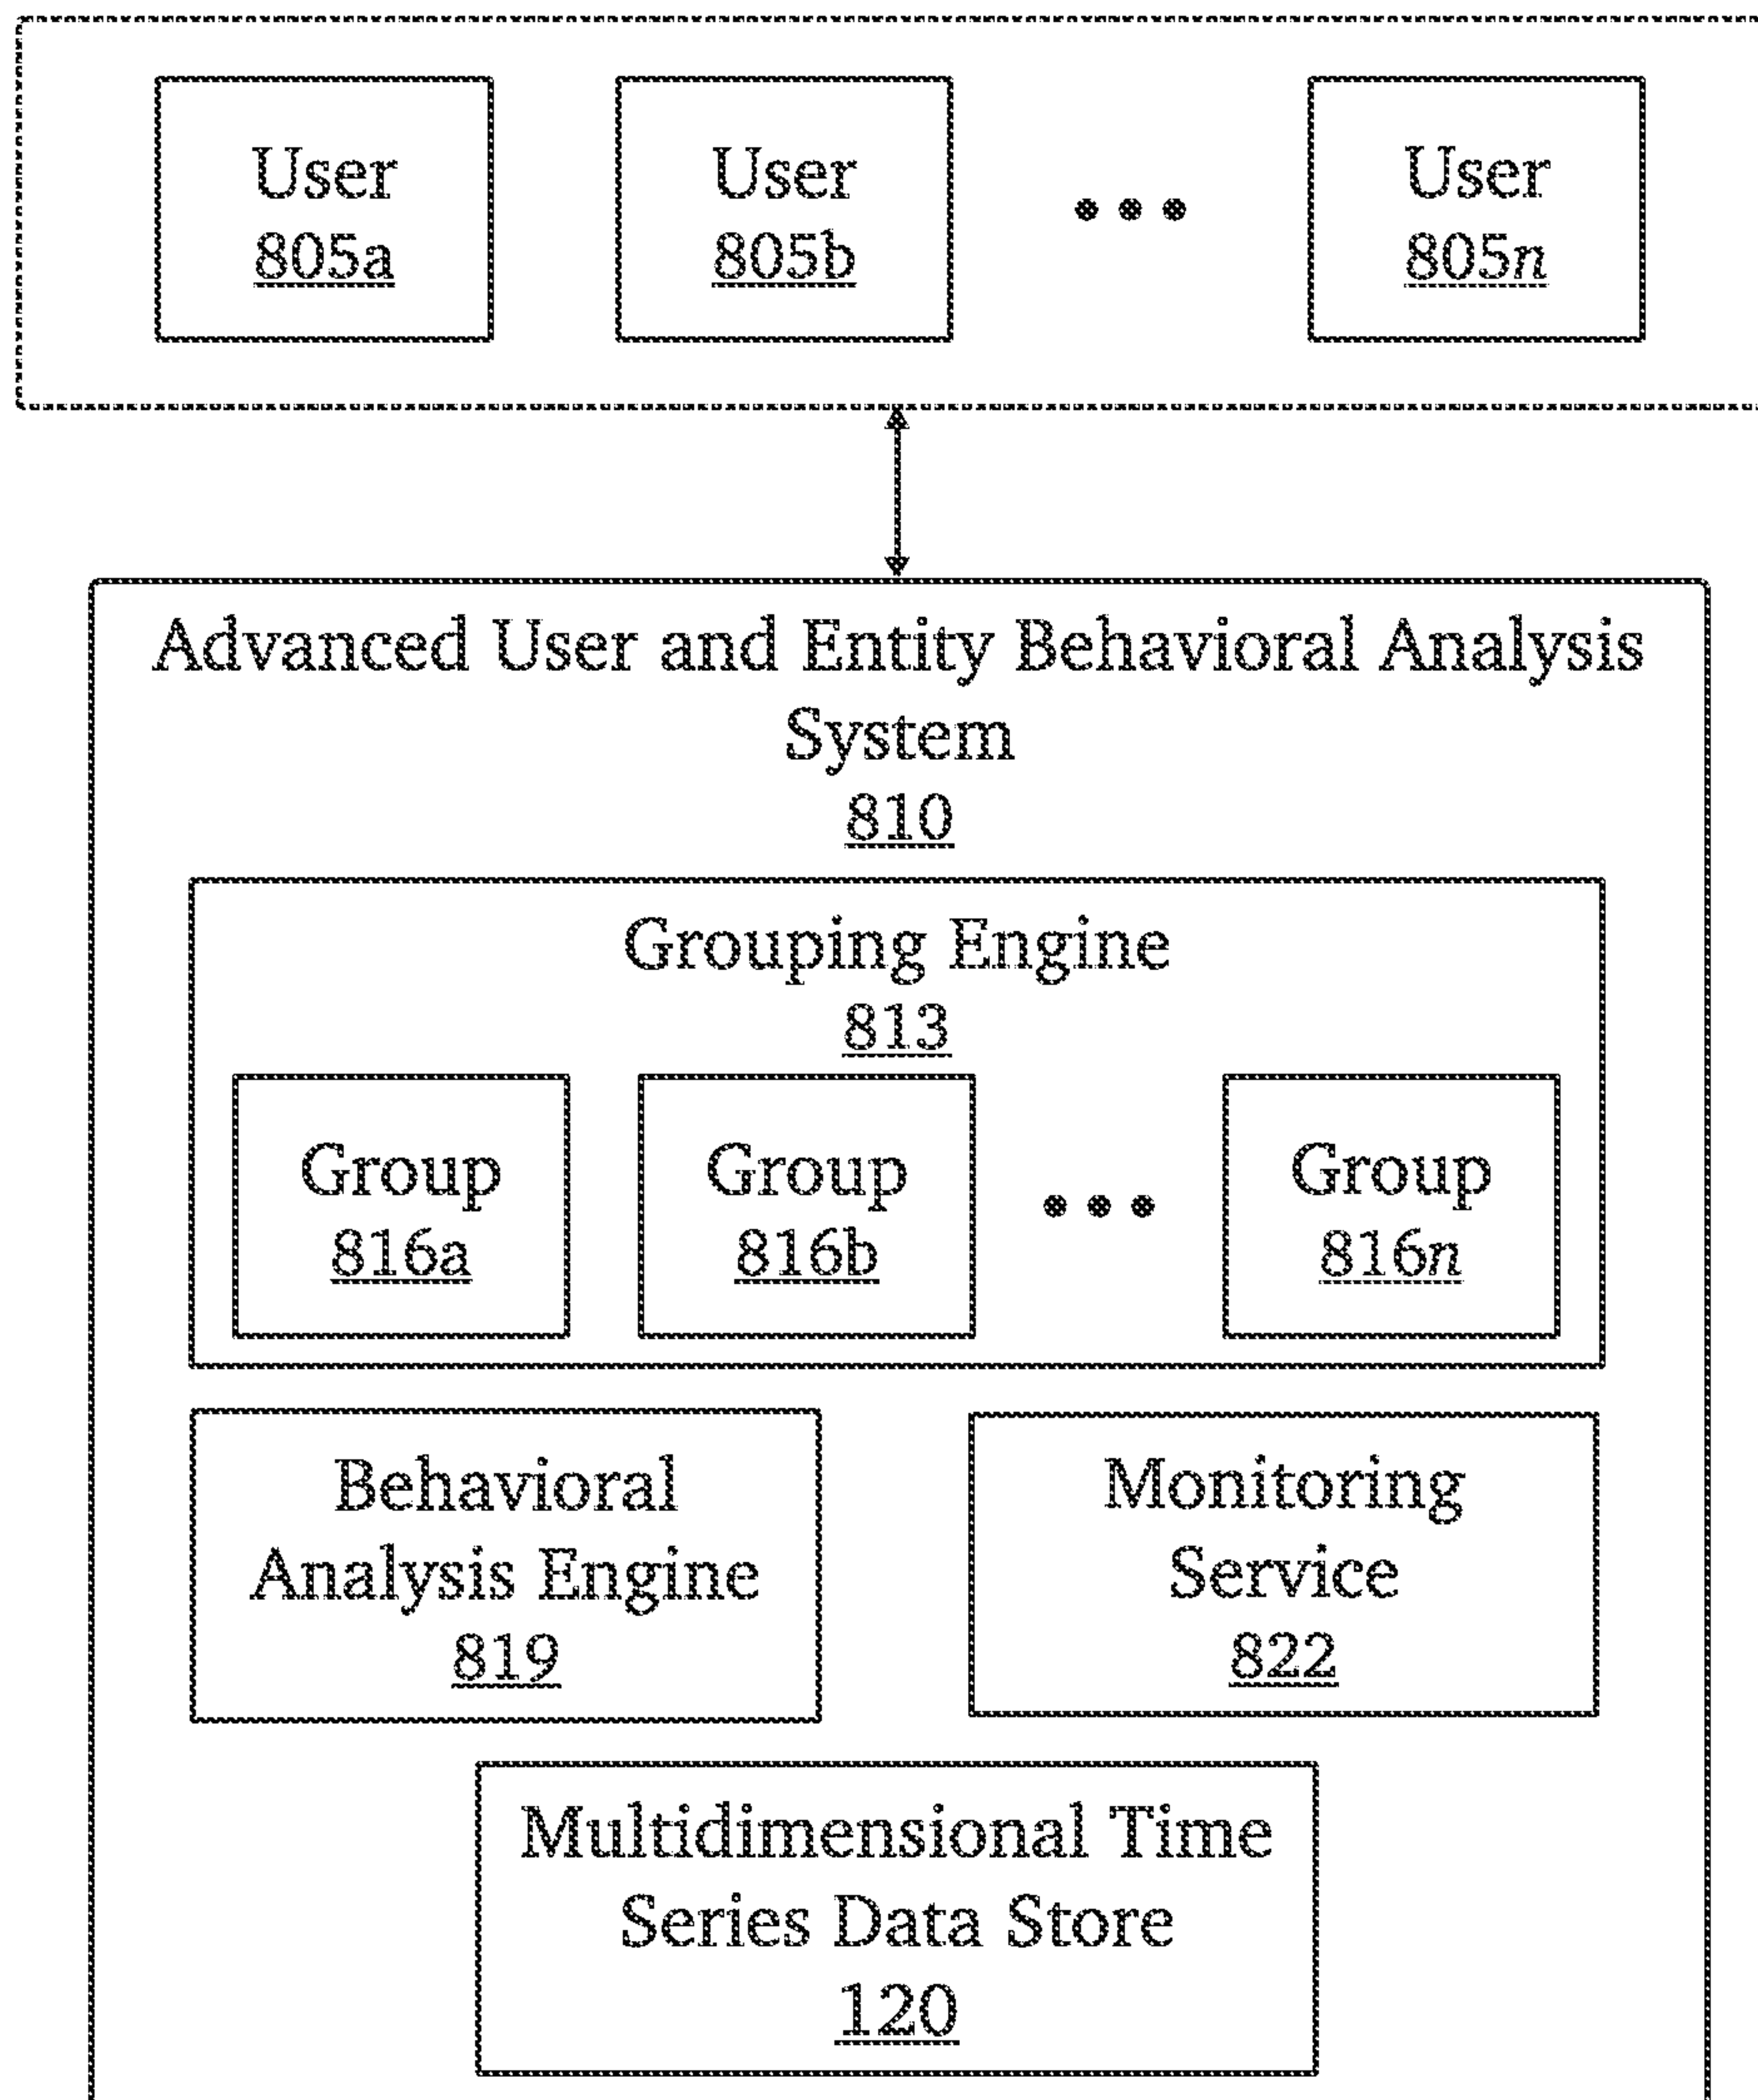 User
805a
User
805b
User
805n
Advanced User and Entity Behavioral Analysis
System
810
Grouping Engine
813
Group
816a
Group
816b
Group
816n
Behavioral
Analysis Engine
819
Monitoring
Service
822
Multidimensional Time
Series Data Store
120